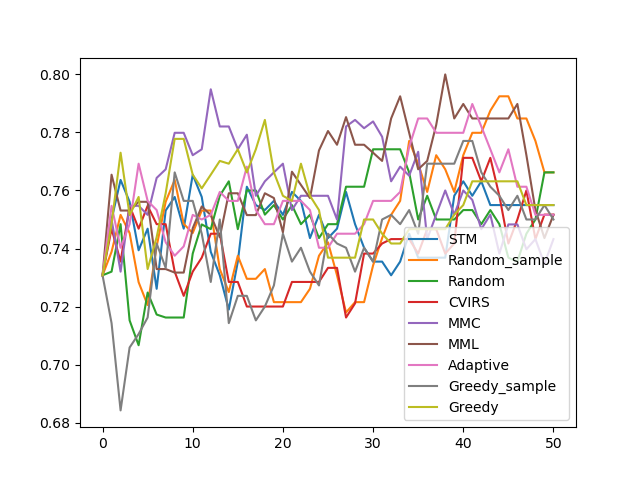 0.80
0.78
0.76
0.74
0.72
0.70
0.68
0
10
20
30
40
50
STM
Random_sample
Random
CVIRS
MMC
MML
Adaptive
Greedy_sample
Greedy